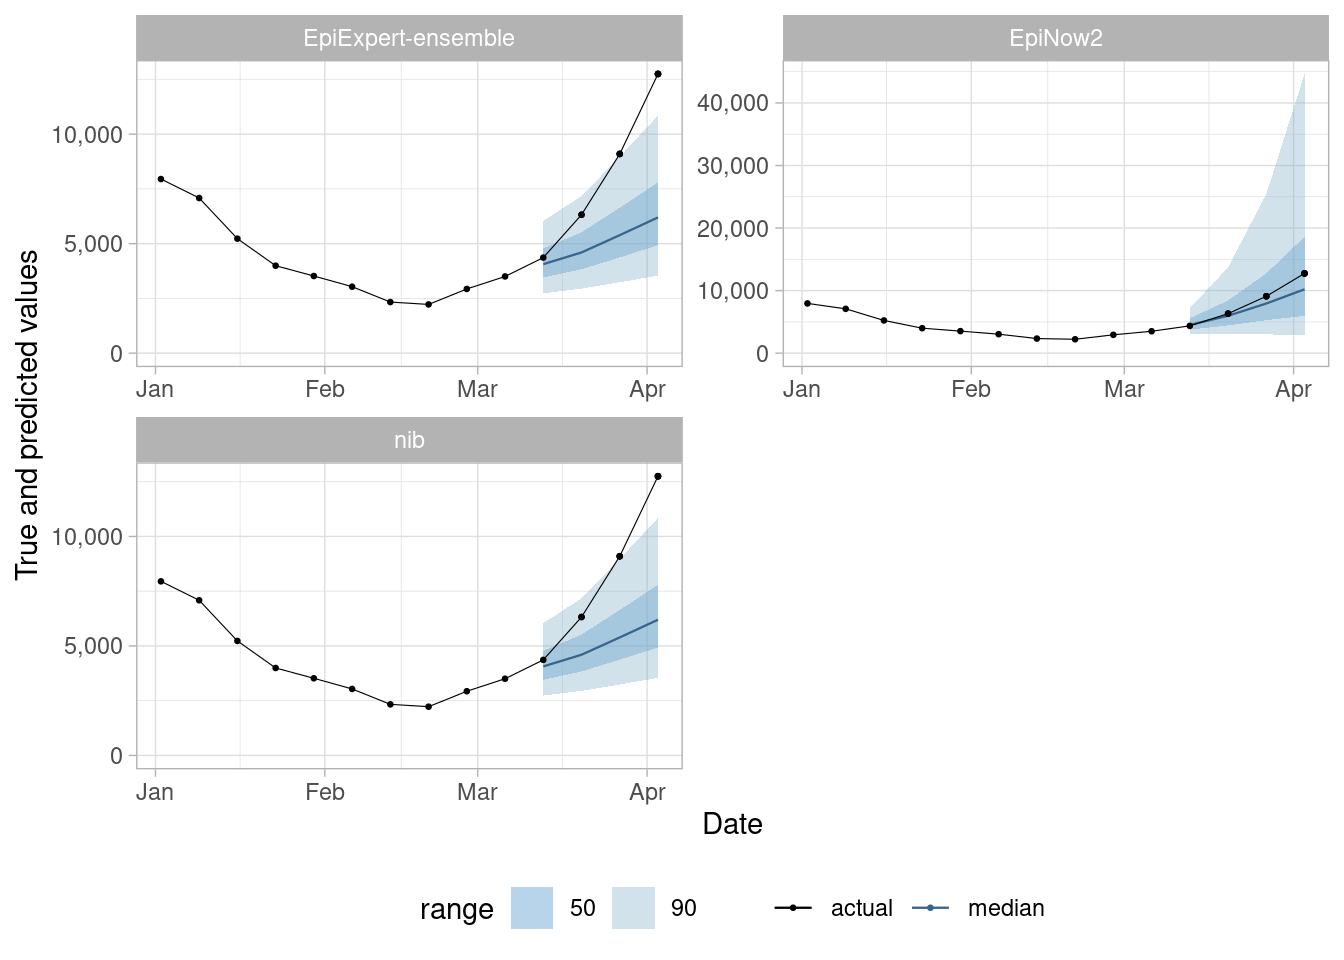 EpiExpert-ensemble
EpiNow2
10,000
5,000
0
Jan Feb Mar Apr
40,000
30,000
20,000
10,000
0
Jan Feb Mar Apr
nib
10,000
5,000
0
Jan Feb Mar Apr
True and predicted values
Date
range 50 90 actual median